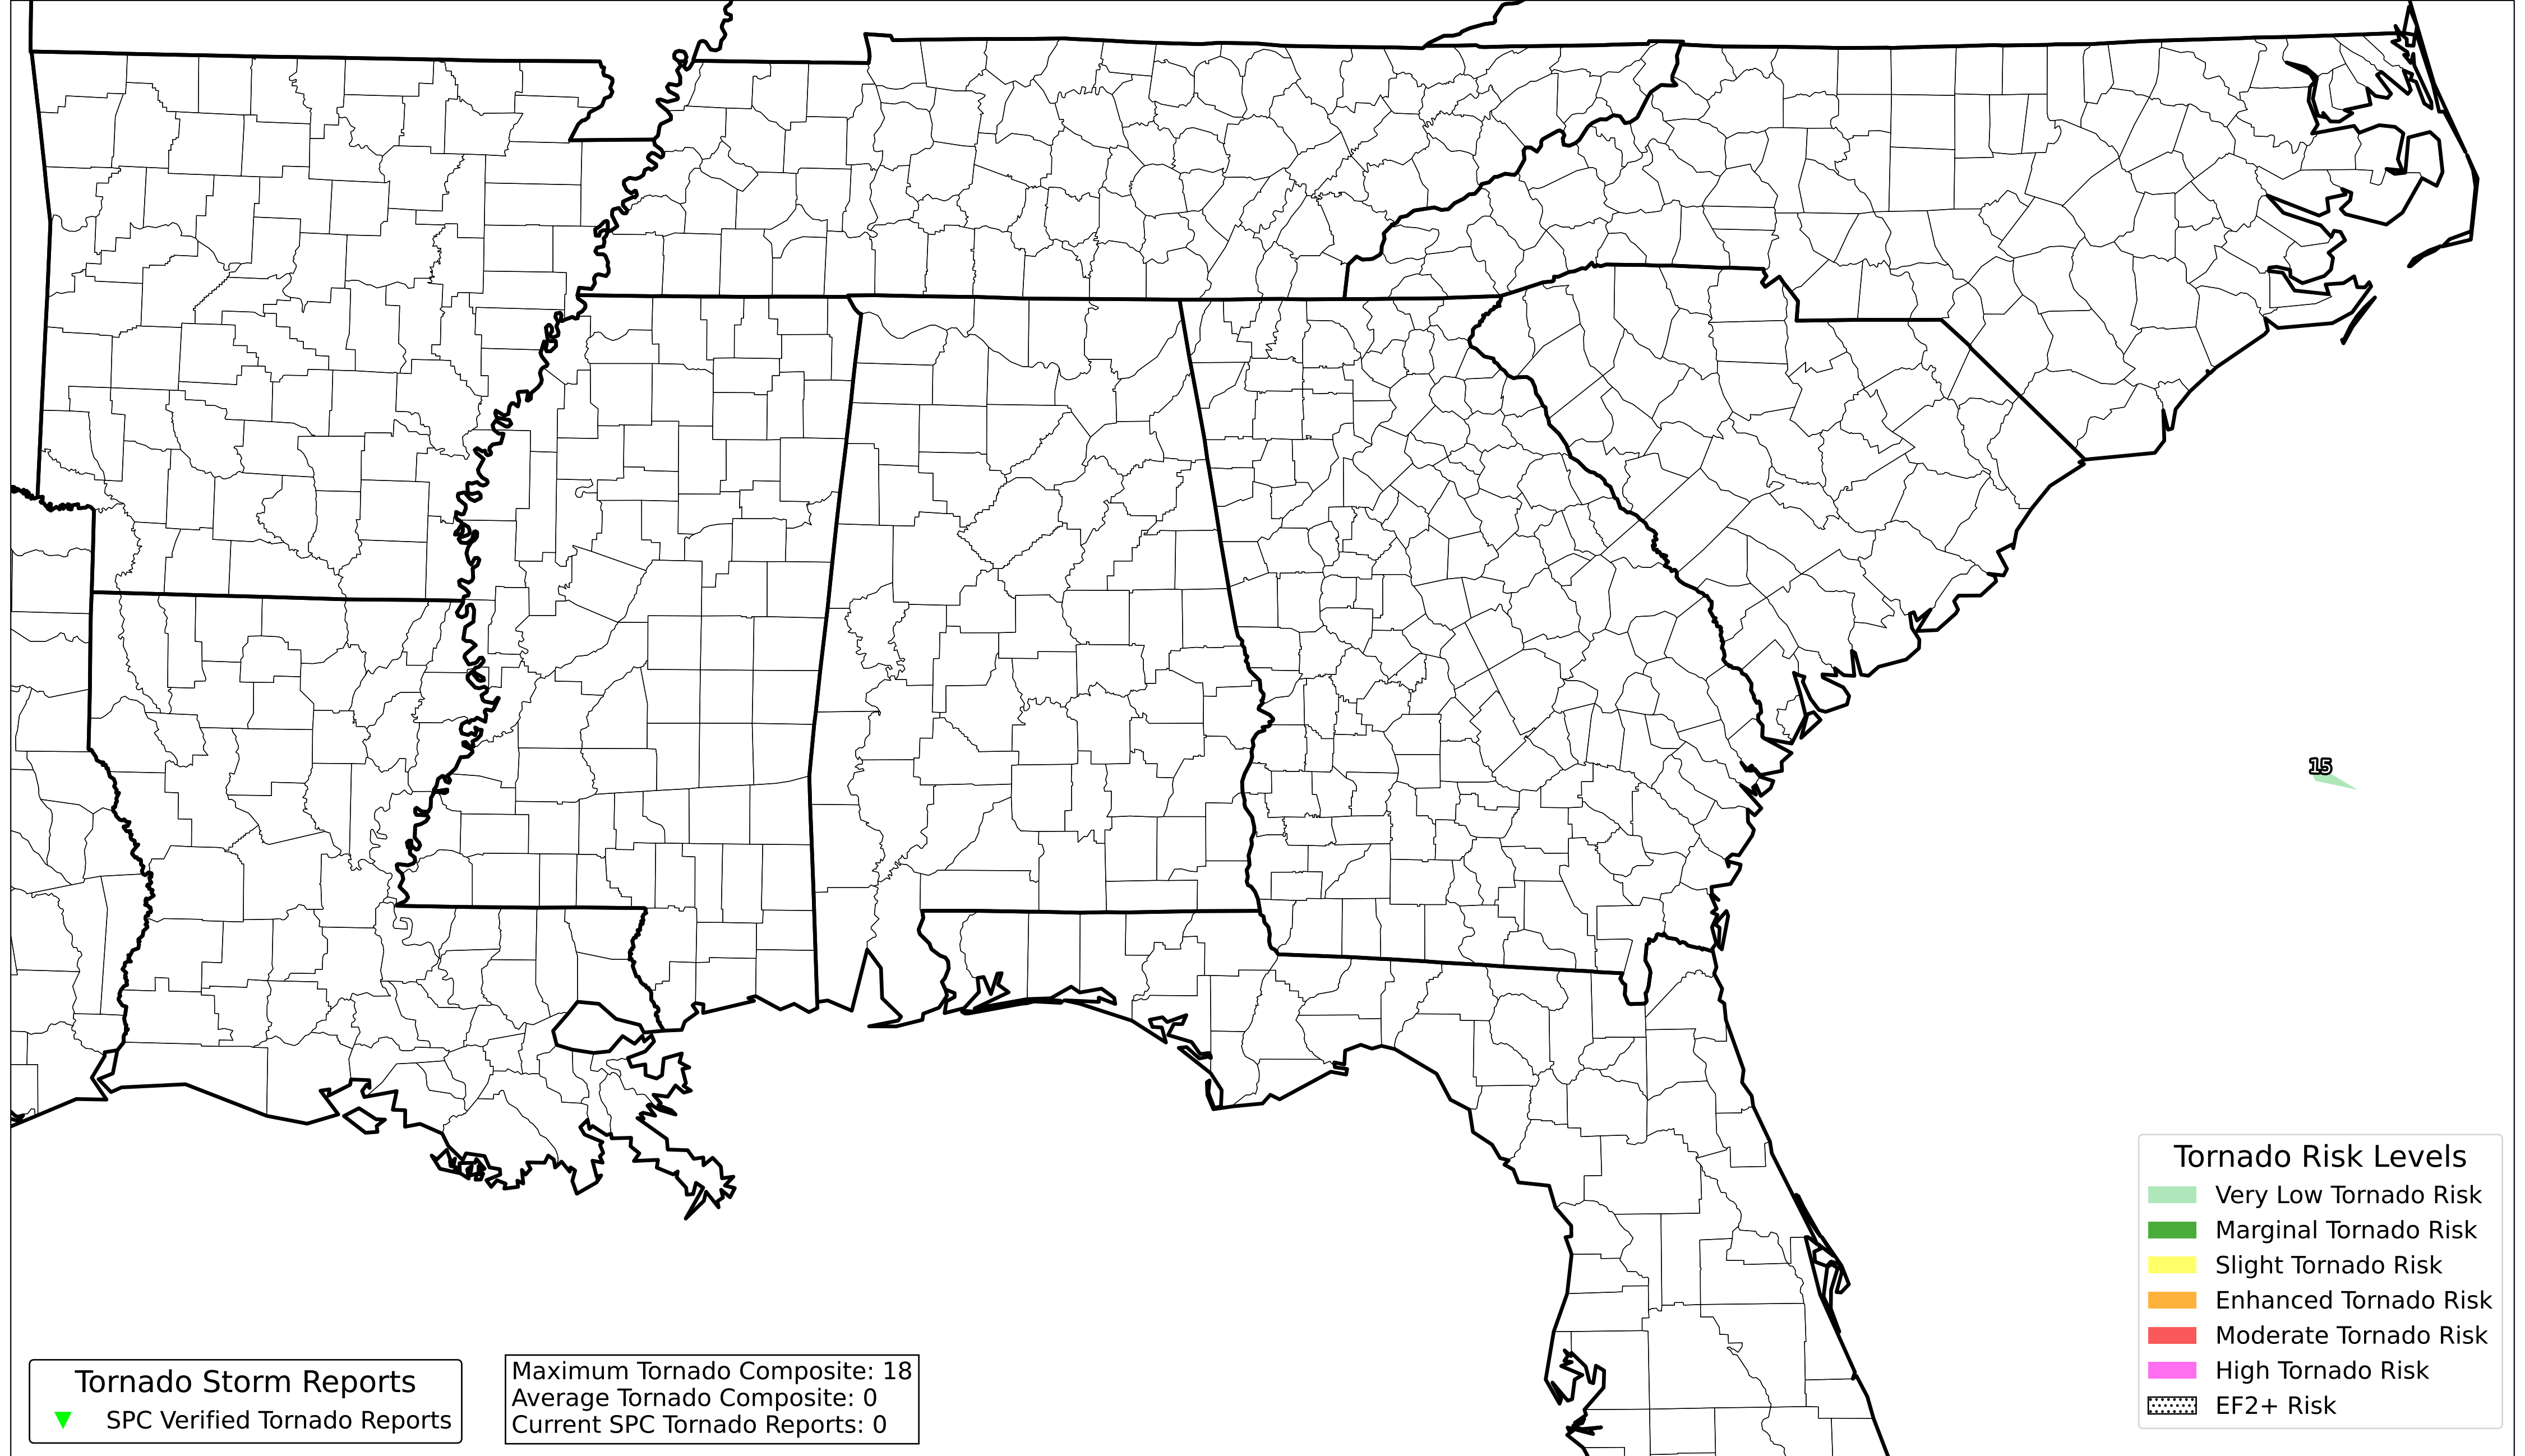 15
Tornado Risk Levels
Very Low Tornado Risk
Marginal Tornado Risk
Slight Tornado Risk
Enhanced Tornado Risk
Moderate Tornado Risk
High Tornado Risk
EF2+ Risk
Tornado Storm Reports
SPC Verified Tornado Reports
Maximum Tornado Composite: 18
Average Tornado Composite: 0
Current SPC Tornado Reports: 0